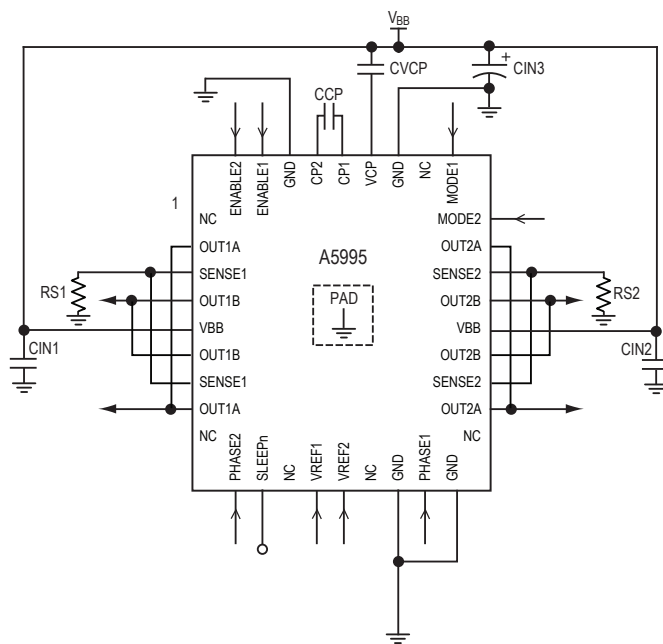 VBB
CVCP
CIN3
+
CCP
ENABLE2
ENABLE1
GND
CP2
CP1
VCP
GND
NC
MODE1
1
NC
MODE2
OUT1A
A5995
OUT2A
SENSE1
SENSE2
RS1
OUT1B
PAD
OUT2B
RS2
VBB
VBB
CIN1
OUT1B
OUT2B
CIN2
SENSE1
SENSE2
OUT1A
OUT2A
NC
NC
PHASE2
SLEEPn
NC
VREF1
VREF2
NC
GND
PHASE1
GND